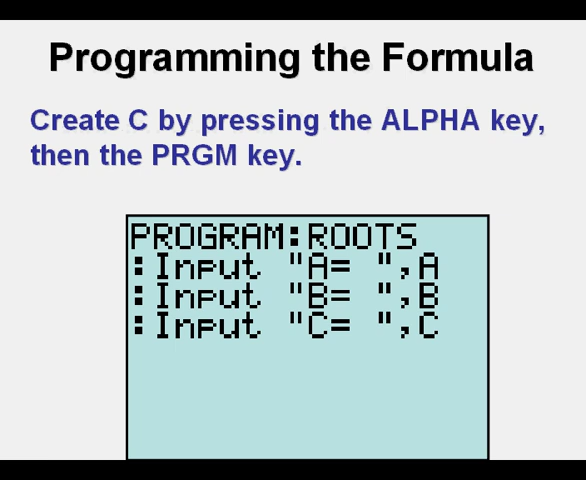 Programming the Formula
Create C by pressing the ALPHA key,
then the PRGM key.
PROGRAM:ROOTS
:Input "A= ",A
:Input "B= ",B
:Input "C= ",C